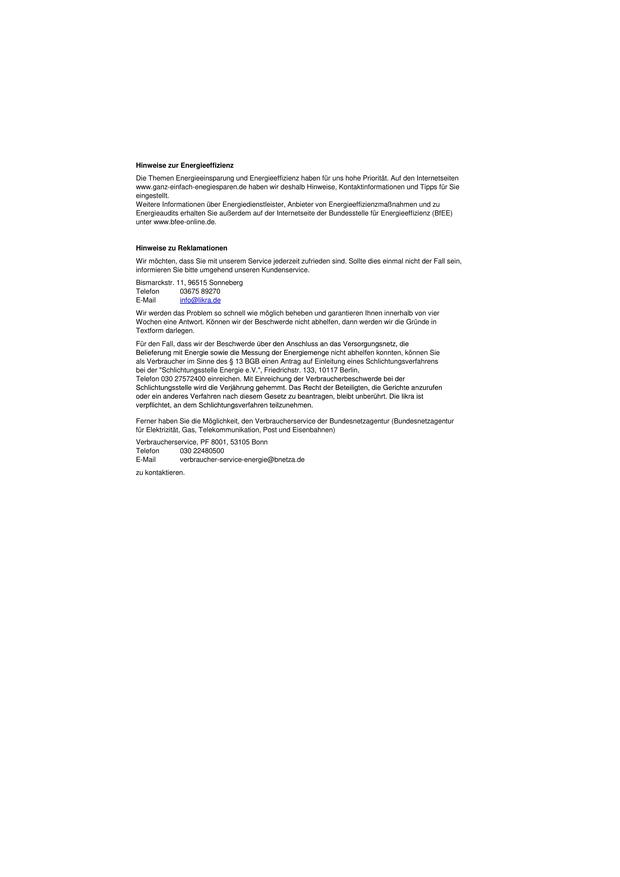 Hinweise zur Energieeffizienz
Die Themen Energieeinsparung und Energieeffizienz haben für uns hohe Priorität. Auf den Internetseiten
www.ganz-einfach-enegiesparen.de haben wir deshalb Hinweise, Kontaktinformationen und Tipps für Sie
eingestellt.
Weitere Informationen über Energiedienstleister, Anbieter von Energieeffizienzmaßnahmen und zu
Energieaudits erhalten Sie außerdem auf der Internetseite der Bundesstelle für Energieeffizienz (BfEE)
unter www.bfee-online.de.
Hinweise zu Reklamationen
Wir möchten, dass Sie mit unserem Service jederzeit zufrieden sind. Sollte dies einmal nicht der Fall sein,
informieren Sie bitte umgehend unseren Kundenservice.
Bismarckstr. 11, 96515 Sonneberg
Telefon 03675 89270
E-Mail info@likra.de
Wir werden das Problem so schnell wie möglich beheben und garantieren Ihnen innerhalb von vier
Wochen eine Antwort. Können wir der Beschwerde nicht abhelfen, dann werden wir die Gründe in
Textform darlegen.
Für den Fall, dass wir der Beschwerde über den Anschluss an das Versorgungsnetz, die
Belieferung mit Energie sowie die Messung der Energiemenge nicht abhelfen konnten, können Sie
als Verbraucher im Sinne des § 13 BGB einen Antrag auf Einleitung eines Schlichtungsverfahrens
bei der "Schlichtungsstelle Energie e.V.", Friedrichstr. 133, 10117 Berlin,
Telefon 030 27572400 einreichen. Mit Einreichung der Verbraucherbeschwerde bei der
Schlichtungsstelle wird die Verjährung gehemmt. Das Recht der Beteiligten, die Gerichte anzurufen
oder ein anderes Verfahren nach diesem Gesetz zu beantragen, bleibt unberührt. Die likra ist
verpflichtet, an dem Schlichtungsverfahren teilzunehmen.
Ferner haben Sie die Möglichkeit, den Verbraucherservice der Bundesnetzagentur (Bundesnetzagentur
für Elektrizität, Gas, Telekommunikation, Post und Eisenbahnen)
Verbraucherservice, PF 8001, 53105 Bonn
Telefon 030 22480500
E-Mail verbraucher-service-energie@bnetza.de
zu kontaktieren.